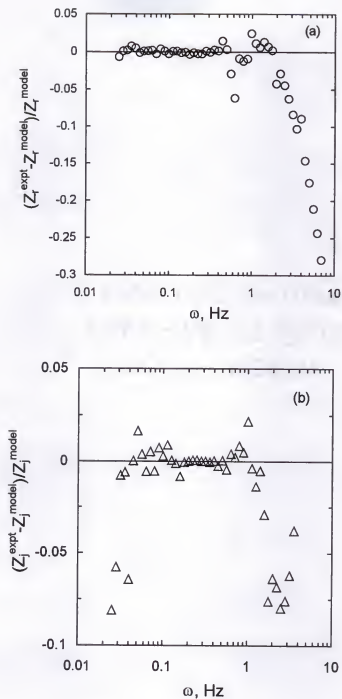 0.05
(a)
0
-0.05
-0.1
-0.15
-0.2
-0.25
-0.3
(Z_r^expt-Z_r^model)/Z_r^model
0.01 0.1 1 10
ω, Hz
0.05
(b)
0
-0.05
-0.1
(Z_j^expt-Z_j^model)/Z_j^model
0.01 0.1 1 10
ω, Hz